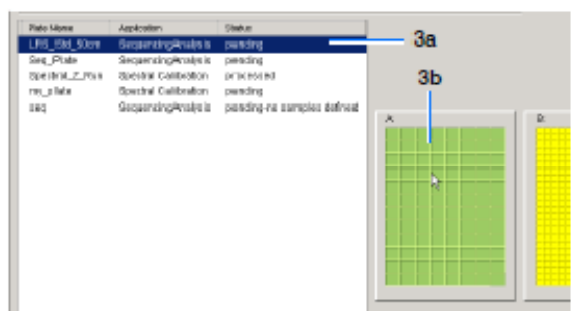 Plate Name Application Status
LRS_Std_50cm SequencingAnalysis pending
Seq_Plate SequencingAnalysis pending
Spectral_Z_Run Spectral Calibration processed
ms_plate Spectral Calibration pending
seq SequencingAnalysis pending-no samples defined
3a
3b
A:
B: